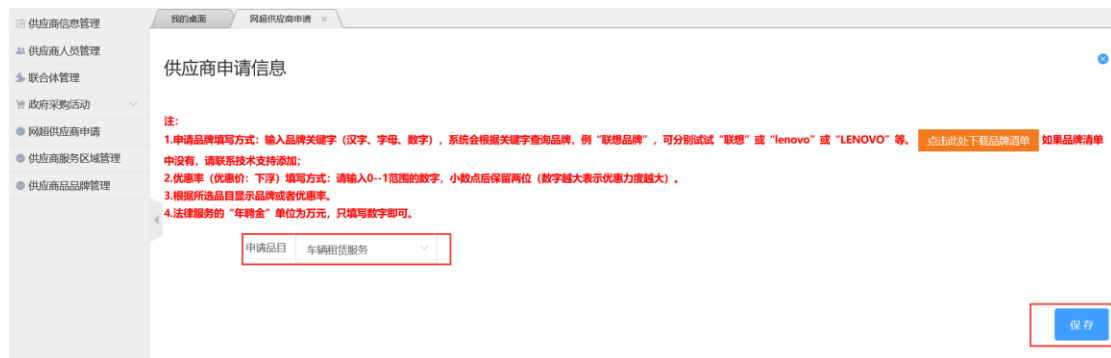 供应商信息管理
我的桌面
网超供应商申请 ×
供应商人员管理
供应商申请信息
联合体管理
政府采购活动
注:
网超供应商申请
1.申请品牌填写方式：输入品牌关键字（汉字、字母、数字），系统会根据关键字查询品牌，例“联想品牌”，可分别试试“联想”或“lenovo”或“LENOVO”等。 点击此处下载品牌清单 如果品牌清单
供应商服务区域管理
中没有，请联系技术支持添加;
2.优惠率（优惠价：下浮）填写方式：请输入0--1范围的数字，小数点后保留两位（数字越大表示优惠力度越大）。
供应商品品牌管理
3.根据所选品目显示品牌或者优惠率。
4.法律服务的“年聘金”单位为万元，只填写数字即可。
申请品目 车辆租赁服务
保存